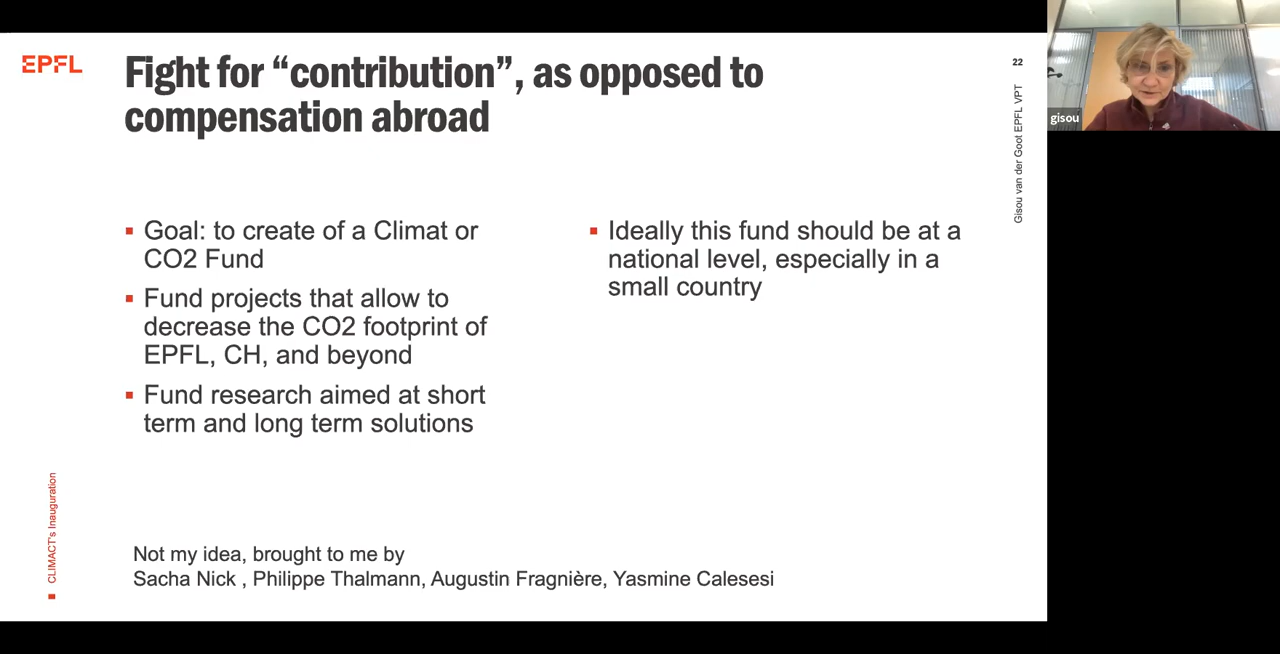 EPFL
Fight for “contribution”, as opposed to
compensation abroad
▪ Goal: to create of a Climat or
CO2 Fund
▪ Fund projects that allow to
decrease the CO2 footprint of
EPFL, CH, and beyond
▪ Fund research aimed at short
term and long term solutions
▪ Ideally this fund should be at a
national level, especially in a
small country
Not my idea, brought to me by
Sacha Nick , Philippe Thalmann, Augustin Fragnière, Yasmine Calesesi
CLIMACT's Inauguration
22
Gisou van der Goot EPFL VPT
gisou